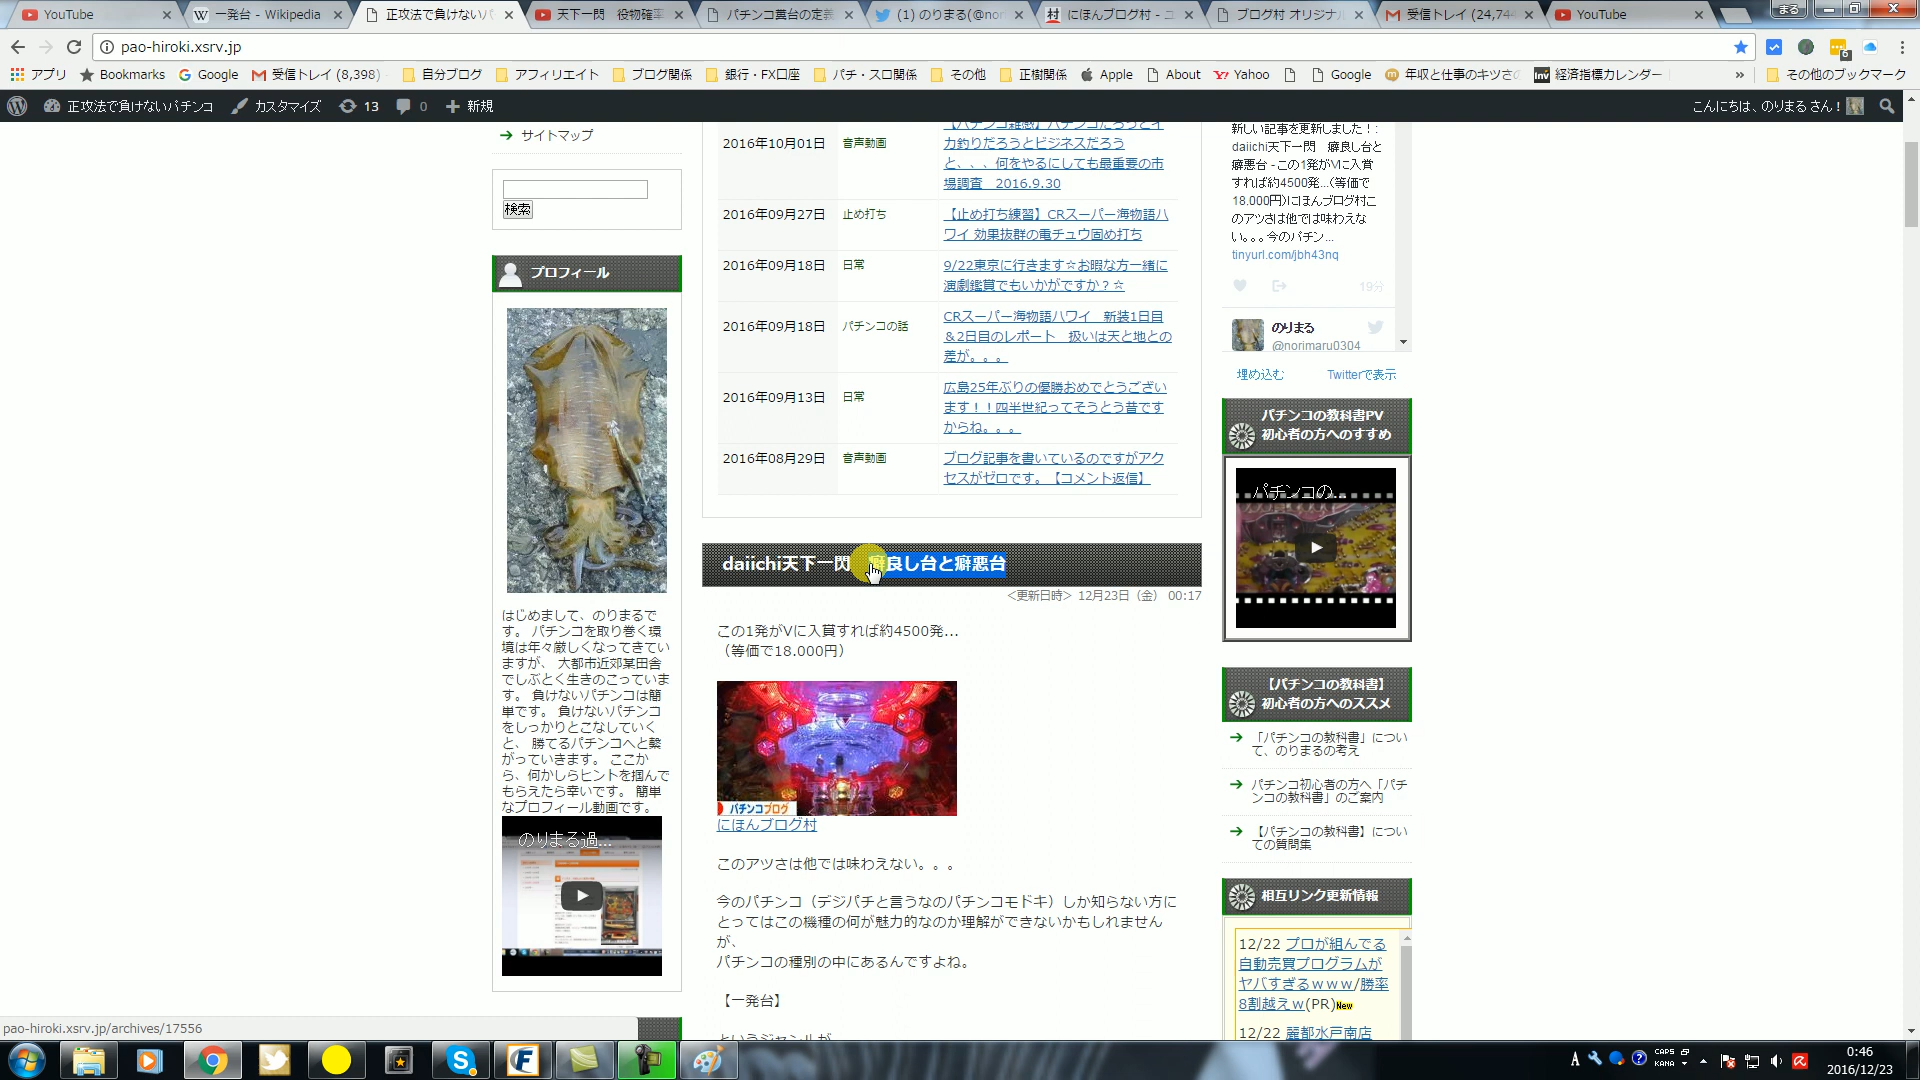 YouTube
一発台 - Wikipedia
正攻法で負けないパ
天下一閃 役物確率
パチンコ糞台の定義
(1) のりまる(@nor
にほんブログ村 - ユ
ブログ村 オリジナル
受信トレイ (24,744
YouTube
まる
pao-hiroki.xsrv.jp
アプリ
Bookmarks
Google
受信トレイ (8,398)
自分ブログ
アフィリエイト
ブログ関係
銀行・FX口座
パチ・スロ関係
その他
正樹関係
Apple
About
Yahoo
Google
年収と仕事のキツさの
経済指標カレンダー
»
その他のブックマーク
正攻法で負けないパチンコ
カスタマイズ
13
0
新規
こんにちは、のりまる さん !
サイトマップ
検索
プロフィール
はじめまして、のりまるで
す。 パチンコを取り巻く環
境は年々厳しくなってきてい
ますが、 大都市近郊某田舎
でしぶとく生きのこっていま
す。 負けないパチンコは簡
単です。 負けないパチンコ
をしっかりとこなしていく
と、 勝てるパチンコへと繋
がっていきます。 ここか
ら、何かしらヒントを掴んで
もらえたら幸いです。 簡単
なプロフィール動画です。
のりまる過...
【パチンコ雑感】パチンコだろうとイ
2016年10月01日
音声動画
カ釣りだろうとビジネスだろう
と、、、何をやるにしても最重要の市
場調査 2016.9.30
2016年09月27日
止め打ち
【止め打ち練習】CRスーパー海物語ハ
ワイ 効果抜群の電チュウ固め打ち
2016年09月18日
日常
9/22東京に行きます☆お暇な方一緒に
演劇鑑賞でもいかがですか？☆
2016年09月18日
パチンコの話
CRスーパー海物語ハワイ 新装1日目
＆2日目のレポート 扱いは天と地との
差が。。。
2016年09月13日
日常
広島25年ぶりの優勝おめでとうござい
ます！！四半世紀ってそうとう昔です
からね。。。
2016年08月29日
音声動画
ブログ記事を書いているのですがアク
セスがゼロです。【コメント返信】
daiichi天下一閃 癖良し台と癖悪台
＜更新日時＞ 12月23日（金） 00:17
この1発がVに入賞すれば約4500発...
（等価で18.000円）
パチンコブログ
にほんブログ村
このアツさは他では味わえない。。。
今のパチンコ（デジパチと言うなのパチンコモドキ）しか知らない方に
とってはこの機種の何が魅力的なのか理解ができないかもしれません
が、
パチンコの種別の中にあるんですよね。
【一発台】
というジャンルが
新しい記事を更新しました！:
daiichi天下一閃 癖良し台と
癖悪台 - この1発がVに入賞
すれば約4500発...（等価で
18.000円）にほんブログ村こ
のアツさは他では味わえな
い。。。今のパチン...
tinyurl.com/jbh43nq
19分
のりまる
@norimaru0304
埋め込む
Twitterで表示
パチンコの教科書PV
初心者の方へのすすめ
パチンコの...
【パチンコの教科書】
初心者の方へのススメ
「パチンコの教科書」につい
て、のりまるの考え
パチンコ初心者の方へ「パチ
ンコの教科書」のご案内
【パチンコの教科書】につい
ての質問集
相互リンク更新情報
12/22 プロが組んでる
自動売買プログラムが
ヤバすぎるｗｗｗ/勝率
8割越えｗ(PR)New
12/22 麗都水戸南店
pao-hiroki.xsrv.jp/archives/17556
A
CAPS
KANA
0:46
2016/12/23